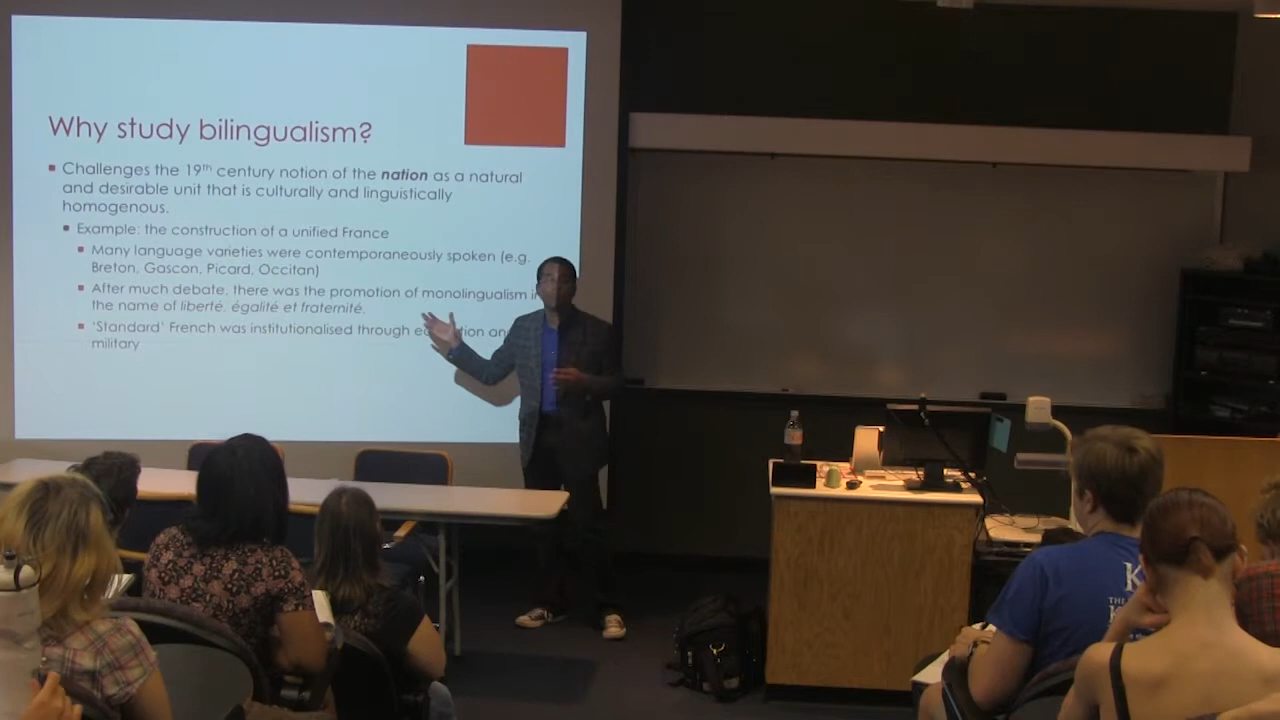 Why study bilingualism?
Challenges the 19th century notion of the nation as a natural
and desirable unit that is culturally and linguistically
homogenous.
Example: the construction of a unified France
Many language varieties were contemporaneously spoken (e.g.
Breton, Gascon, Picard, Occitan)
After much debate, there was the promotion of monolingualism
the name of liberté, égalité et fraternité.
'Standard' French was institutionalised through
military
THE